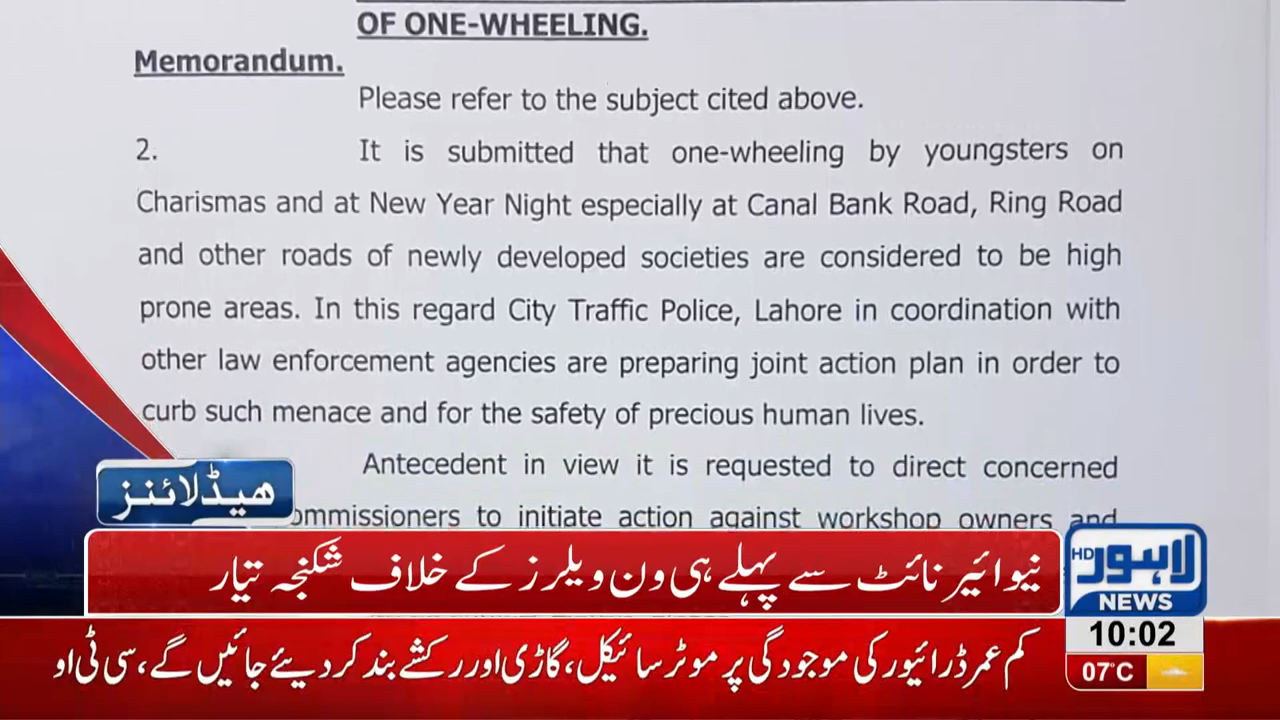 OF ONE-WHEELING.
Memorandum.
Please refer to the subject cited above.
2. It is submitted that one-wheeling by youngsters on
Charismas and at New Year Night especially at Canal Bank Road, Ring Road
and other roads of newly developed societies are considered to be high
prone areas. In this regard City Traffic Police, Lahore in coordination with
other law enforcement agencies are preparing joint action plan in order to
curb such menace and for the safety of precious human lives.
Antecedent in view it is requested to direct concerned
ommissioners to initiate action against workshop owners and
ھیڈلائنز
نیو ائیر نائٹ سے پہلے ہی ون ویلرز کے خلاف شکنجہ تیار
لاہور HD
NEWS
10:02
07°C
کم عمر ڈرائیور کی موجودگی پر موٹر سائیکل، گاڑی اور رکشے بند کر دیئے جائیں گے، سی ٹی او